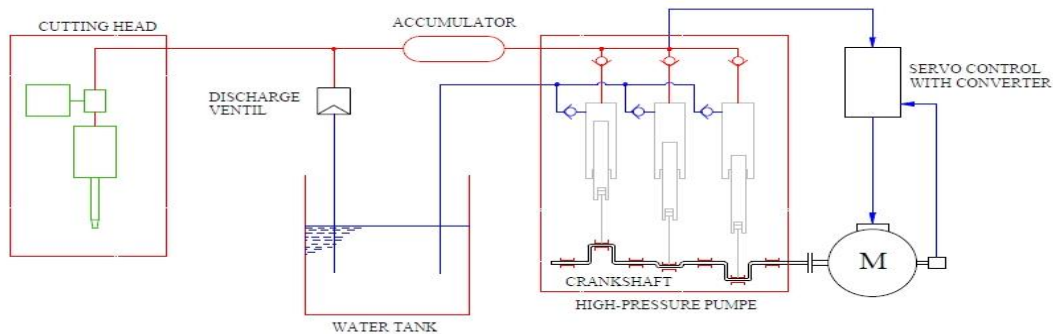 CUTTING HEAD
ACCUMULATOR
DISCHARGE
VENTIL
SERVO CONTROL
WITH CONVERTER
M
CRANKSHAFT
HIGH-PRESSURE PUMPE
WATER TANK